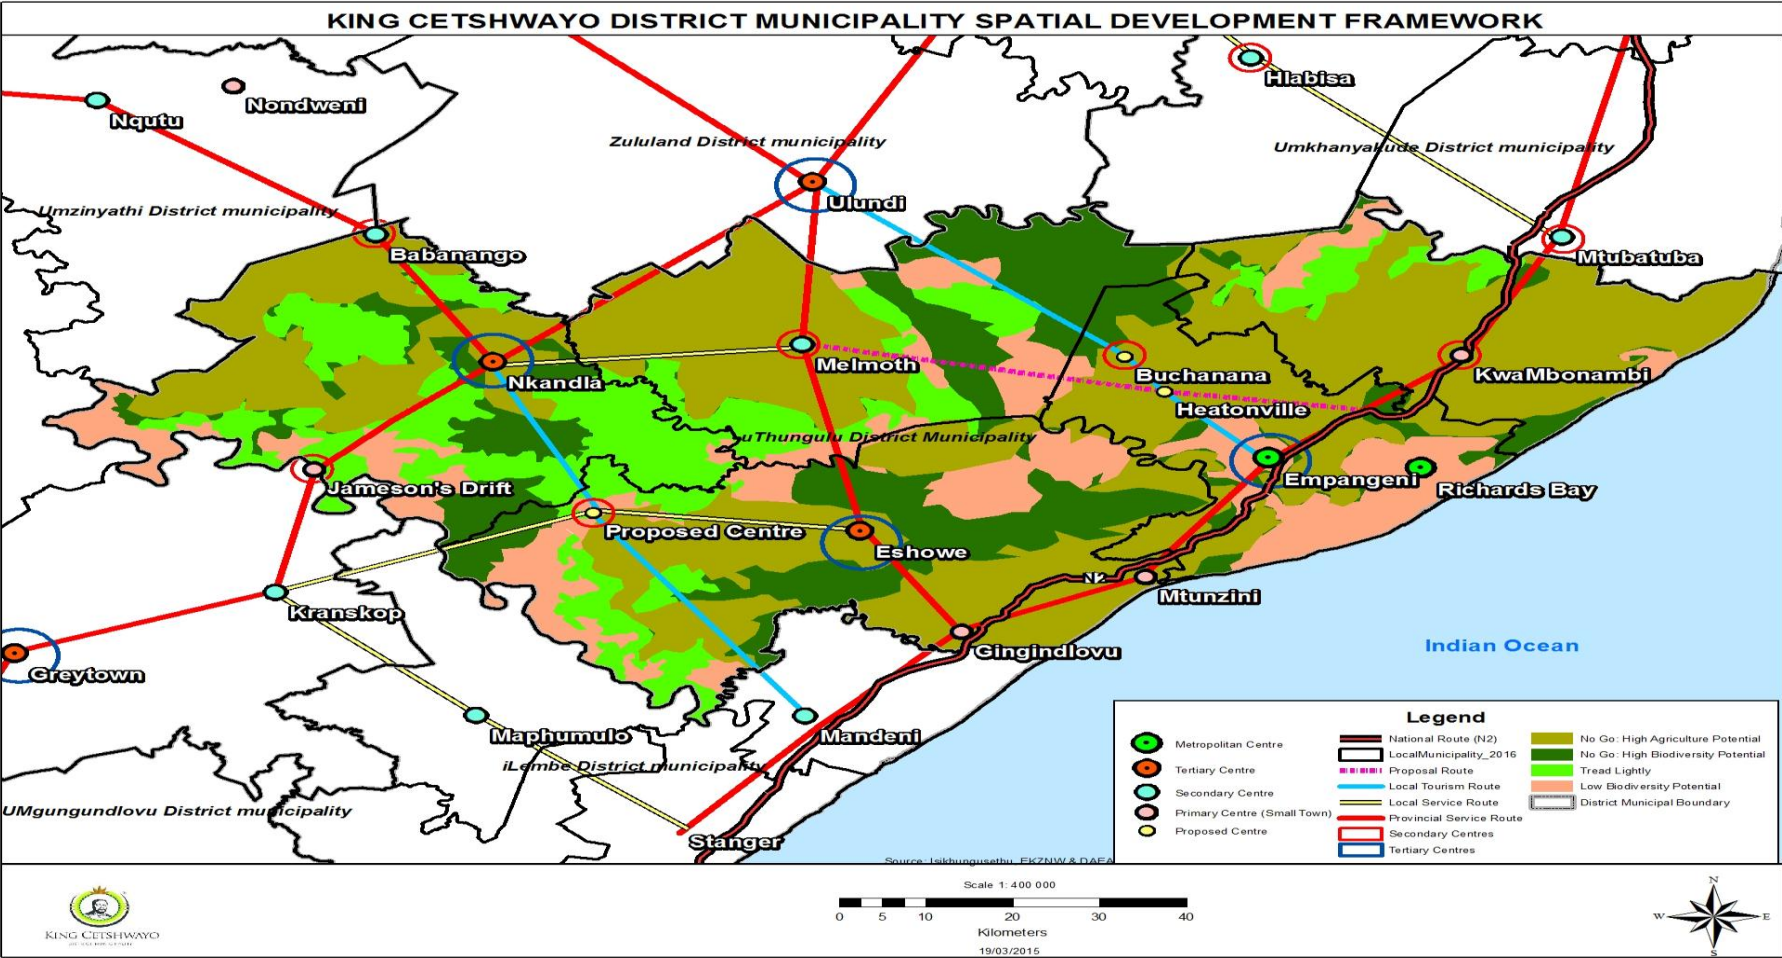 KING CETSHWAYO DISTRICT MUNICIPALITY SPATIAL DEVELOPMENT FRAMEWORK
Hlabisa
Nondweni
Nqutu
Zululand District municipality
Umkhanyakude District municipality
Ulundi
Umzinyathi District municipality
Babanango
Mtubatuba
Melmoth
Buchanana
KwaMbonambi
Nkandla
Heatonville
uThungulu District Municipality
Jameson's Drift
Empangeni
Richards Bay
Proposed Centre
Eshowe
N2
Mtunzini
Kranskop
Gingindlovu
Indian Ocean
Greytown
Maphumulo
Mandeni
iLembe District municipality
UMgungundlovu District municipality
Stanger
Source: Isikhungusethu, EKZNW & DAEA
Legend
Metropolitan Centre
Tertiary Centre
Secondary Centre
Primary Centre (Small Town)
Proposed Centre
National Route (N2)
LocalMunicipality_2016
Proposal Route
Local Tourism Route
Local Service Route
Provincial Service Route
Secondary Centres
Tertiary Centres
No Go: High Agriculture Potential
No Go: High Biodiversity Potential
Tread Lightly
Low Biodiversity Potential
District Municipal Boundary
KING CETSHWAYO
Scale 1: 400 000
0 5 10 20 30 40
Kilometers
19/03/2015
N
W E
S